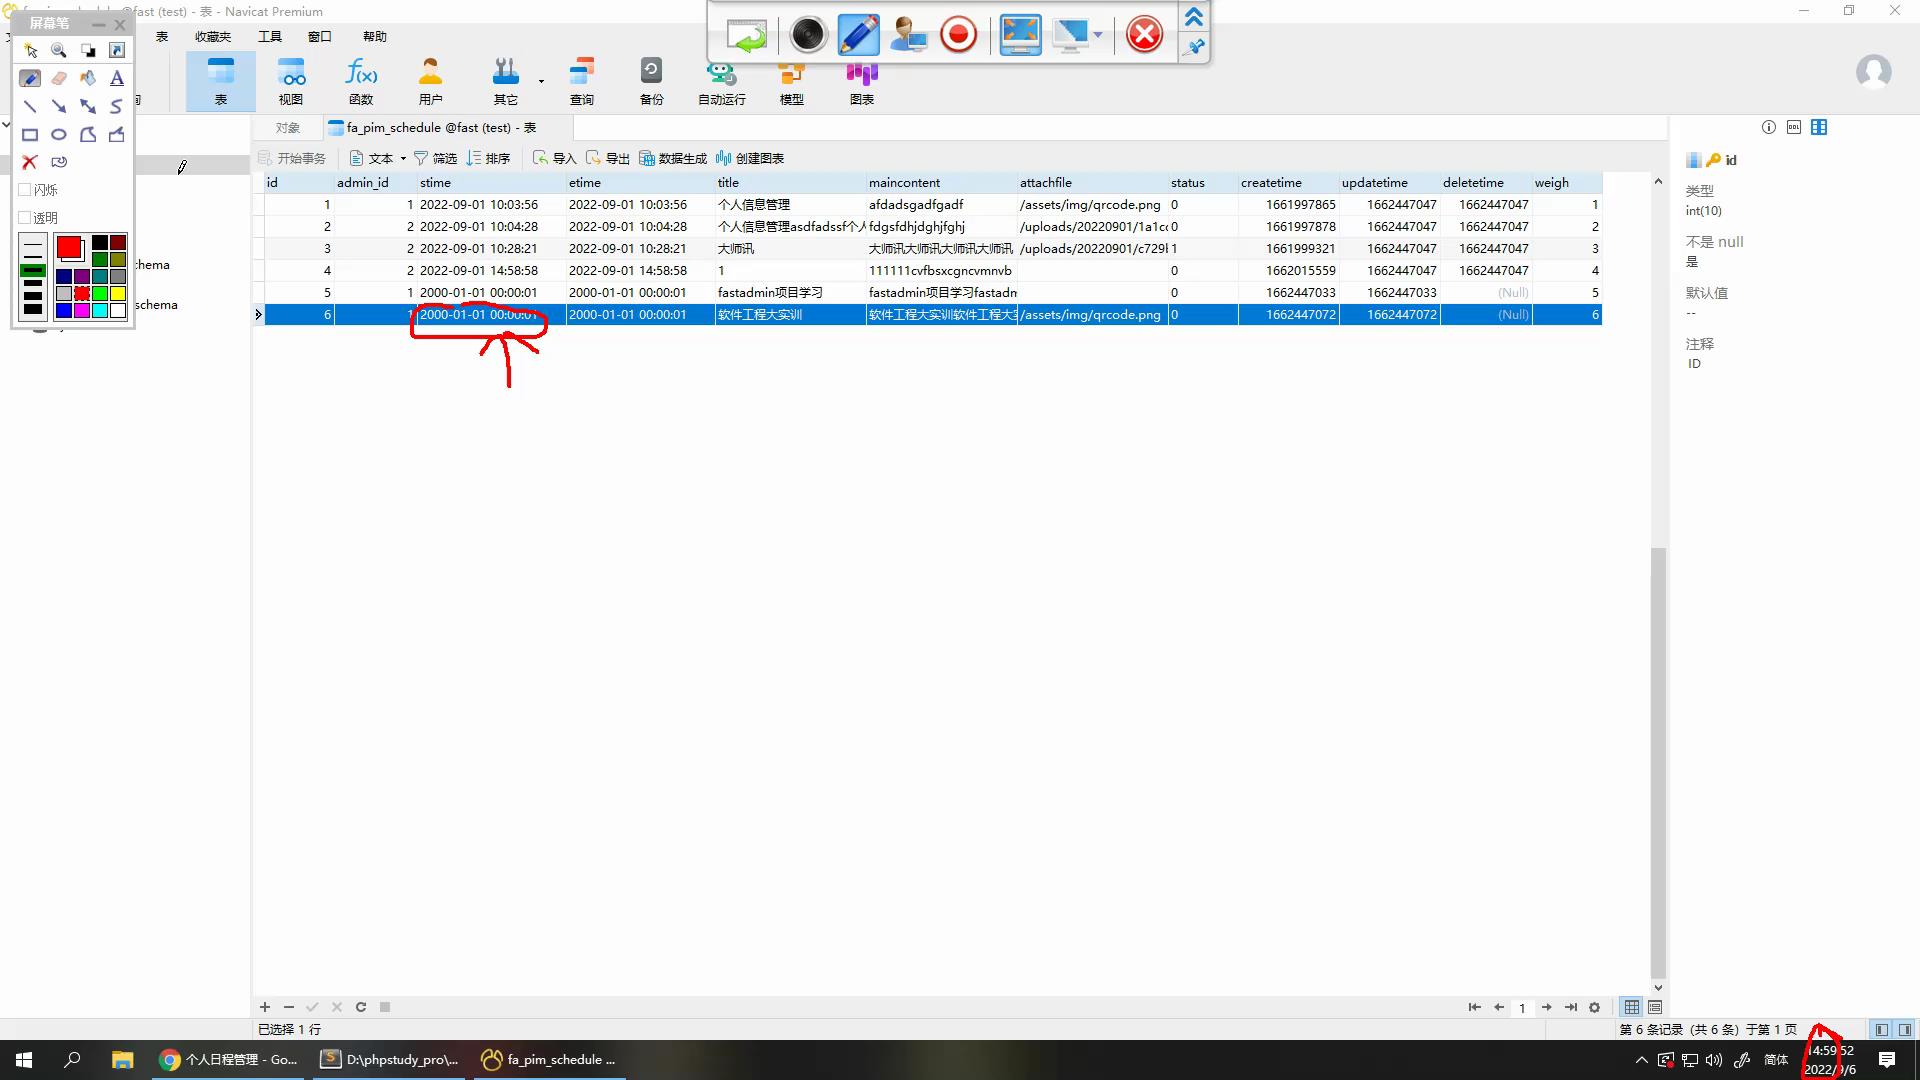 @fast (test) - 表 - Navicat Premium
屏幕笔
表 收藏夹 工具 窗口 帮助
表 视图 函数 用户 其它 查询 备份 自动运行 模型 图表
闪烁
透明
chema
schema
对象 fa_pim_schedule @fast (test) - 表
开始事务 文本 筛选 排序 导入 导出 数据生成 创建图表
id admin_id stime etime title maincontent attachfile status createtime updatetime deletetime weigh
1 1 2022-09-01 10:03:56 2022-09-01 10:03:56 个人信息管理 afdadsgadfgadf /assets/img/qrcode.png 0 1661997865 1662447047 1662447047 1
2 2 2022-09-01 10:04:28 2022-09-01 10:04:28 个人信息管理asdfadssf个人 fdgsfdhjdghjfghj /uploads/20220901/1a1cc 0 1661997878 1662447047 1662447047 2
3 2 2022-09-01 10:28:21 2022-09-01 10:28:21 大师讯 大师讯大师讯大师讯大师讯 /uploads/20220901/c729b 1 1661999321 1662447047 1662447047 3
4 2 2022-09-01 14:58:58 2022-09-01 14:58:58 1 111111cvfbsxcgncvmnvb 0 1662015559 1662447047 1662447047 4
5 1 2000-01-01 00:00:01 2000-01-01 00:00:01 fastadmin项目学习 fastadmin项目学习fastadm 0 1662447033 1662447033 (Null) 5
6 1 2000-01-01 00:00:01 2000-01-01 00:00:01 软件工程大实训 软件工程大实训软件工程大实 /assets/img/qrcode.png 0 1662447072 1662447072 (Null) 6
id
类型
int(10)
不是 null
是
默认值
--
注释
ID
1
已选择 1 行
第 6 条记录 (共 6 条) 于第 1 页
个人日程管理 - Go...
D:\phpstudy_pro\...
fa_pim_schedule ...
简体
14:59:52
2022/9/6